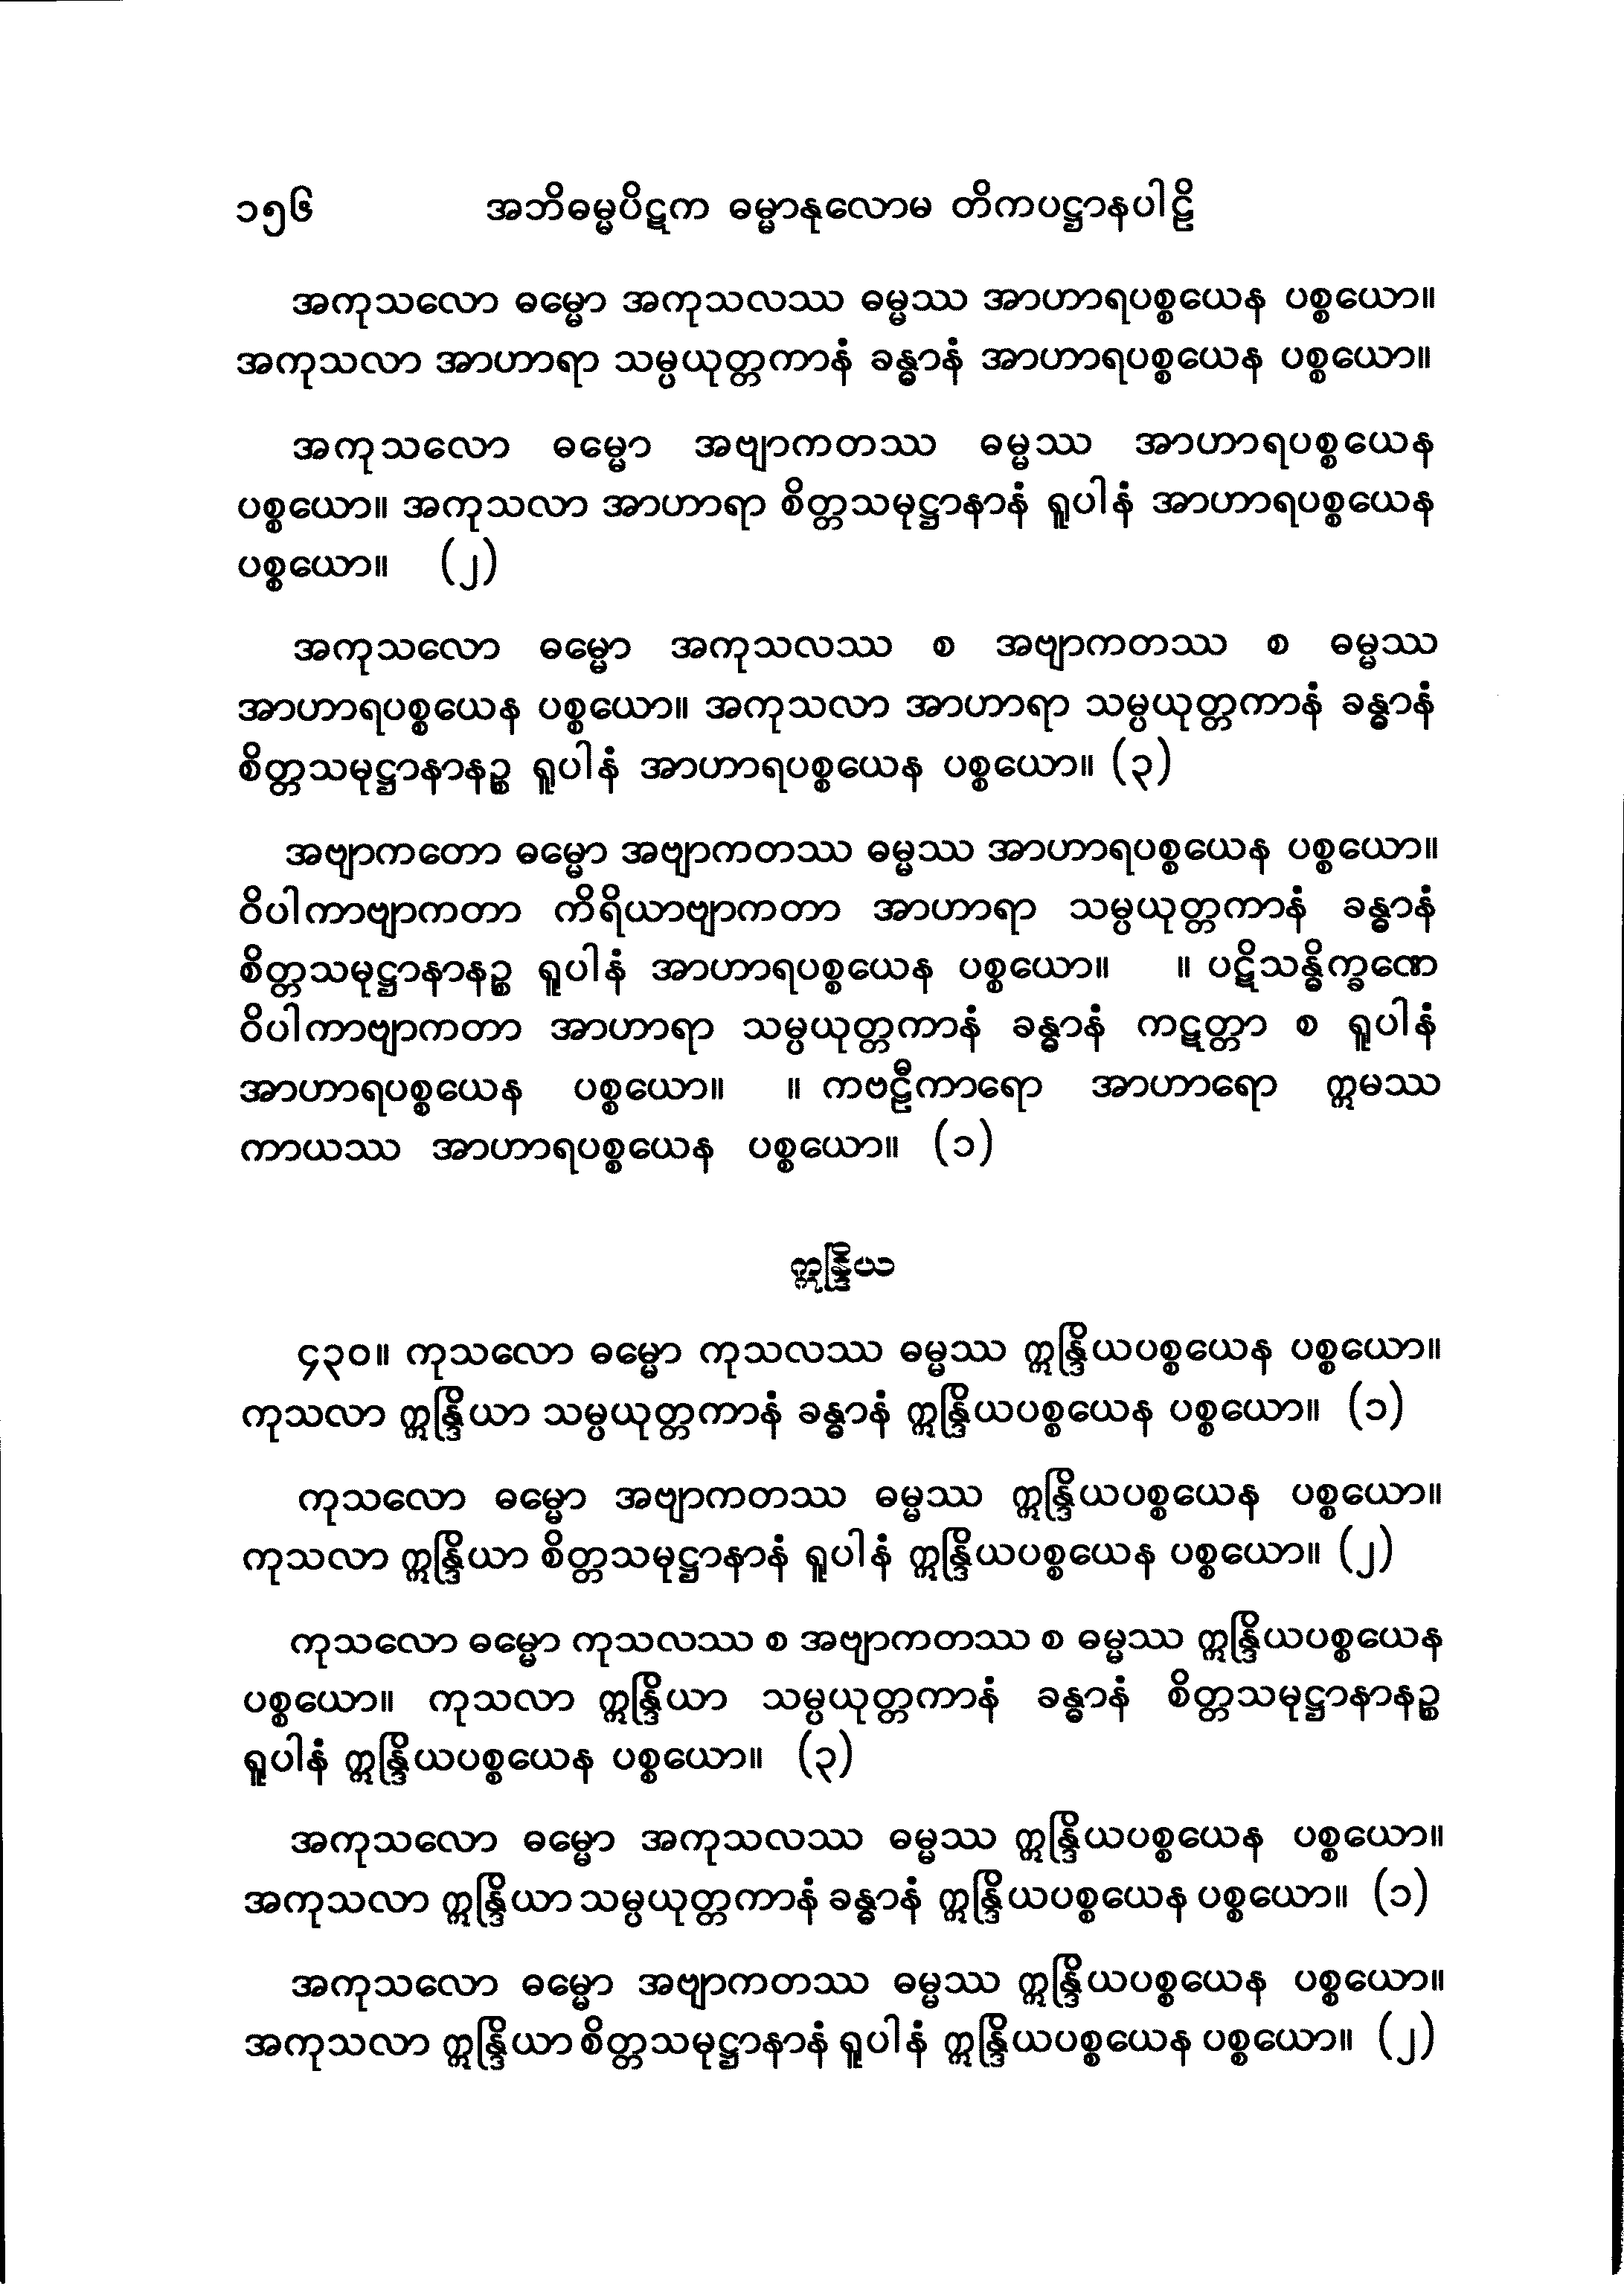 ၁၅၆ အဘိဓမ္မပိဋက ဓမ္မာနုလောမ တိကပဋ္ဌာနပါဠိ
အကုသလော ဓမ္မော အကုသလဿ ဓမ္မဿ အာဟာရပစ္စယေန ပစ္စယော။
အကုသလာ အာဟာရာ သမ္ပယုတ္တကာနံ ခန္ဓာနံ အာဟာရပစ္စယေန ပစ္စယော။
အကုသလော ဓမ္မော အဗျာကတဿ ဓမ္မဿ အာဟာရပစ္စယေန
ပစ္စယော။ အကုသလာ အာဟာရာ စိတ္တသမုဋ္ဌာနာနံ ရူပါနံ အာဟာရပစ္စယေန
ပစ္စယော။ (၂)
အကုသလော ဓမ္မော အကုသလဿ စ အဗျာကတဿ စ ဓမ္မဿ
အာဟာရပစ္စယေန ပစ္စယော။ အကုသလာ အာဟာရာ သမ္ပယုတ္တကာနံ ခန္ဓာနံ
စိတ္တသမုဋ္ဌာနာနဉ္စ ရူပါနံ အာဟာရပစ္စယေန ပစ္စယော။ (၃)
အဗျာကတော ဓမ္မော အဗျာကတဿ ဓမ္မဿ အာဟာရပစ္စယေန ပစ္စယော။
ဝိပါကာဗျာကတာ ကိရိယာဗျာကတာ အာဟာရာ သမ္ပယုတ္တကာနံ ခန္ဓာနံ
စိတ္တသမုဋ္ဌာနာနဉ္စ ရူပါနံ အာဟာရပစ္စယေန ပစ္စယော။ ။ ပဋိသန္ဓိက္ခဏေ
ဝိပါကာဗျာကတာ အာဟာရာ သမ္ပယုတ္တကာနံ ခန္ဓာနံ ကဋတ္တာ စ ရူပါနံ
အာဟာရပစ္စယေန ပစ္စယော။ ။ ကဗဠီကာရော အာဟာရော ဣမဿ
ကာယဿ အာဟာရပစ္စယေန ပစ္စယော။ (၁)
ဣန္ဒြိယ
၄၃၀။ ကုသလော ဓမ္မော ကုသလဿ ဓမ္မဿ ဣန္ဒြိယပစ္စယေန ပစ္စယော။
ကုသလာ ဣန္ဒြိယာ သမ္ပယုတ္တကာနံ ခန္ဓာနံ ဣန္ဒြိယပစ္စယေန ပစ္စယော။ (၁)
ကုသလော ဓမ္မော အဗျာကတဿ ဓမ္မဿ ဣန္ဒြိယပစ္စယေန ပစ္စယော။
ကုသလာ ဣန္ဒြိယာ စိတ္တသမုဋ္ဌာနာနံ ရူပါနံ ဣန္ဒြိယပစ္စယေန ပစ္စယော။ (၂)
ကုသလော ဓမ္မော ကုသလဿ စ အဗျာကတဿ စ ဓမ္မဿ ဣန္ဒြိယပစ္စယေန
ပစ္စယော။ ကုသလာ ဣန္ဒြိယာ သမ္ပယုတ္တကာနံ ခန္ဓာနံ စိတ္တသမုဋ္ဌာနာနဉ္စ
ရူပါနံ ဣန္ဒြိယပစ္စယေန ပစ္စယော။ (၃)
အကုသလော ဓမ္မော အကုသလဿ ဓမ္မဿ ဣန္ဒြိယပစ္စယေန ပစ္စယော။
အကုသလာ ဣန္ဒြိယာ သမ္ပယုတ္တကာနံ ခန္ဓာနံ ဣန္ဒြိယပစ္စယေန ပစ္စယော။ (၁)
အကုသလော ဓမ္မော အဗျာကတဿ ဓမ္မဿ ဣန္ဒြိယပစ္စယေန ပစ္စယော။
အကုသလာ ဣန္ဒြိယာ စိတ္တသမုဋ္ဌာနာနံ ရူပါနံ ဣန္ဒြိယပစ္စယေန ပစ္စယော။ (၂)